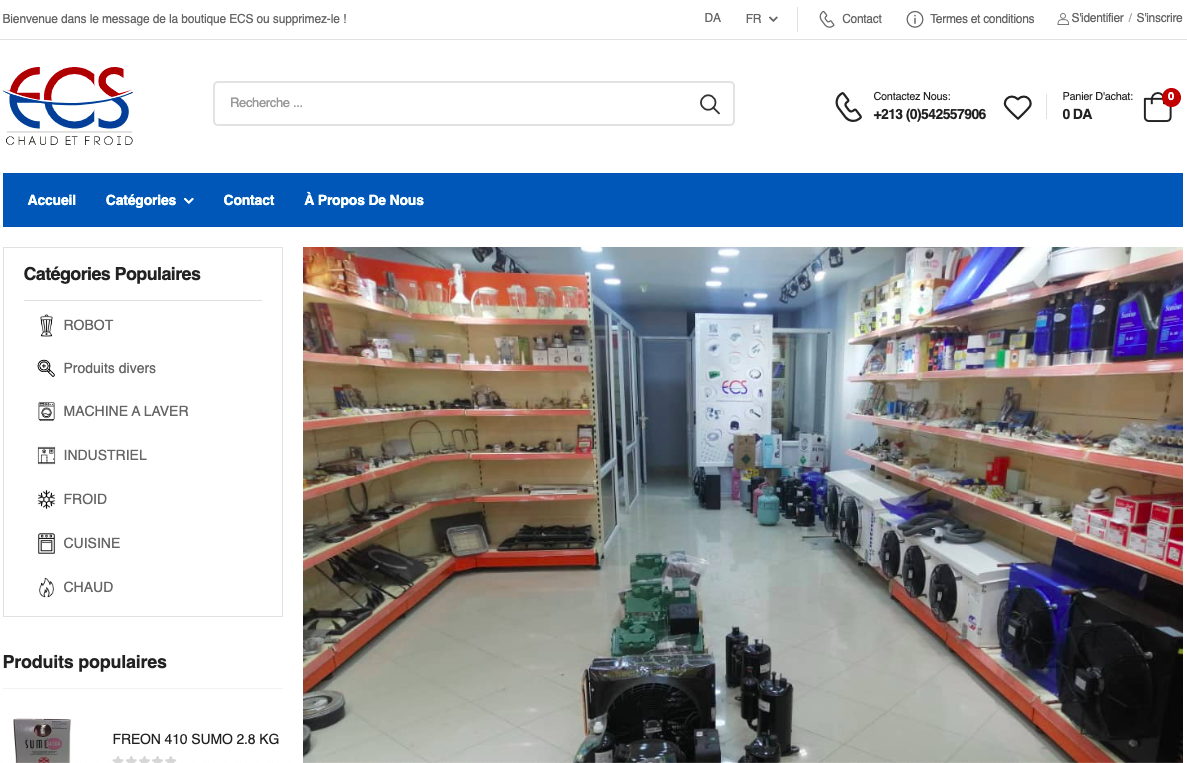 Bienvenue dans le message de la boutique ECS ou supprimez-le !
DA
FR
Contact
Termes et conditions
S'identifier / S'inscrire
ECS
CHAUD ET FROID
Recherche ...
Contactez Nous:
+213 (0)542557906
Panier D'achat:
0 DA
0
Accueil
Catégories
Contact
À Propos De Nous
Catégories Populaires
ROBOT
Produits divers
MACHINE A LAVER
INDUSTRIEL
FROID
CUISINE
CHAUD
ECS
Produits populaires
SUMO
FREON 410 SUMO 2.8 KG